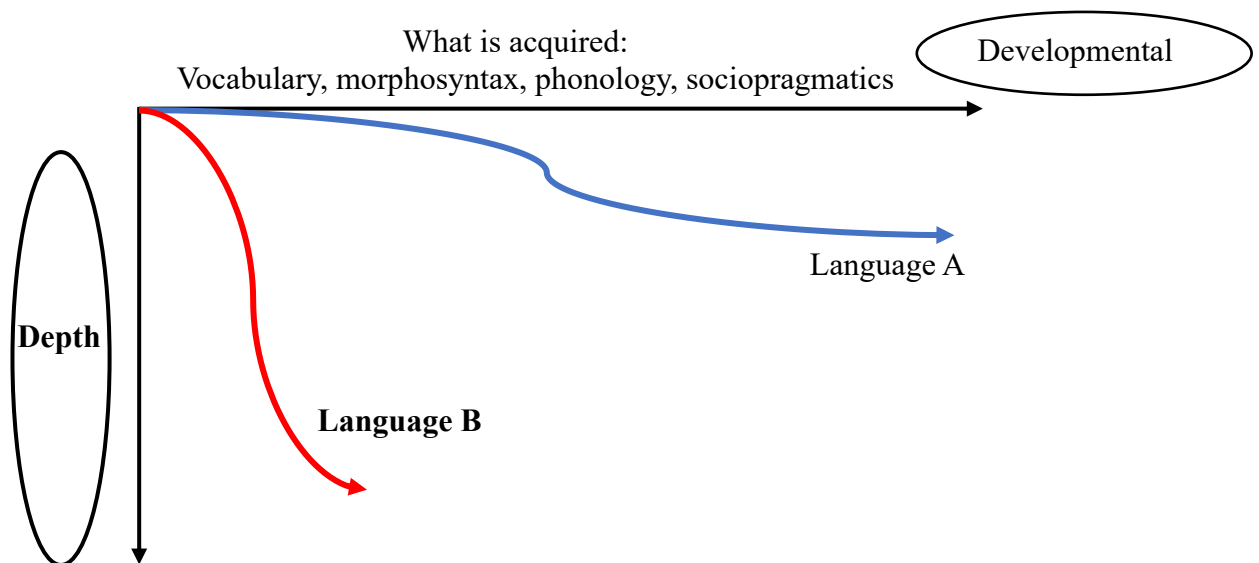 What is acquired:
Developmental
Vocabulary, morphosyntax, phonology, sociopragmatics
Language A
Depth
Language B